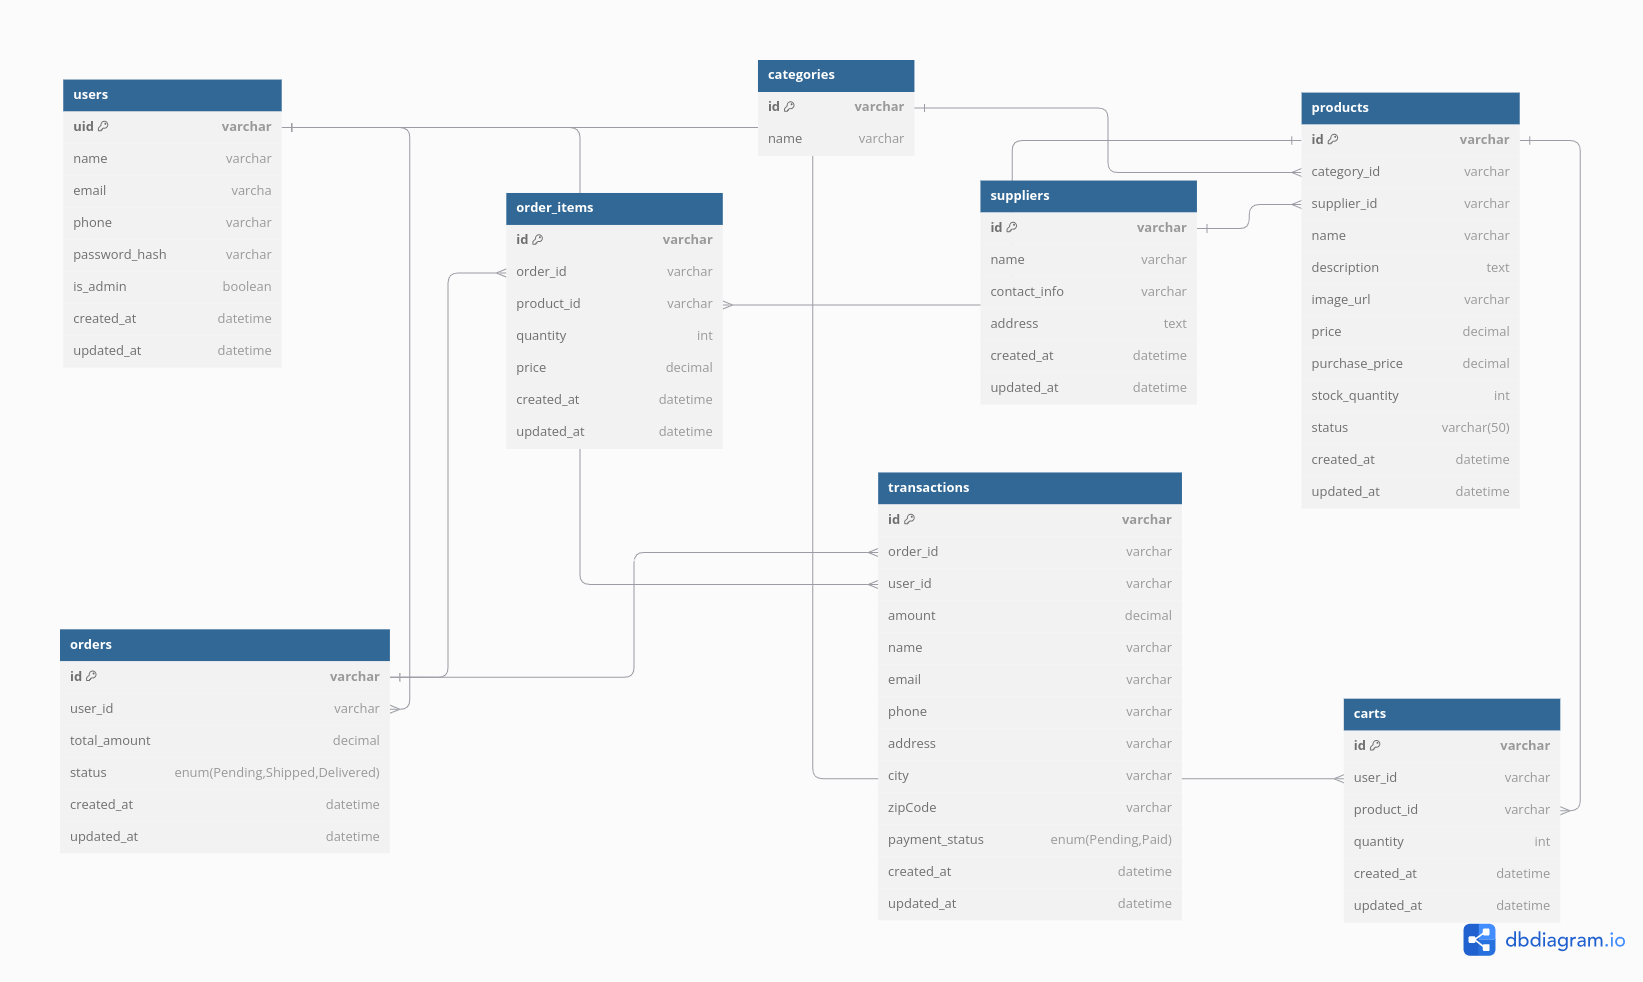 users
uid varchar
name varchar
email varcha
phone varchar
password_hash varchar
is_admin boolean
created_at datetime
updated_at datetime
categories
id varchar
name varchar
order_items
id varchar
order_id varchar
product_id varchar
quantity int
price decimal
created_at datetime
updated_at datetime
suppliers
id varchar
name varchar
contact_info varchar
address text
created_at datetime
updated_at datetime
products
id varchar
category_id varchar
supplier_id varchar
name varchar
description text
image_url varchar
price decimal
purchase_price decimal
stock_quantity int
status varchar(50)
created_at datetime
updated_at datetime
transactions
id varchar
order_id varchar
user_id varchar
amount decimal
name varchar
email varchar
phone varchar
address varchar
city varchar
zipCode varchar
payment_status enum(Pending,Paid)
created_at datetime
updated_at datetime
orders
id varchar
user_id varchar
total_amount decimal
status enum(Pending,Shipped,Delivered)
created_at datetime
updated_at datetime
carts
id varchar
user_id varchar
product_id varchar
quantity int
created_at datetime
updated_at datetime
dbdiagram.io